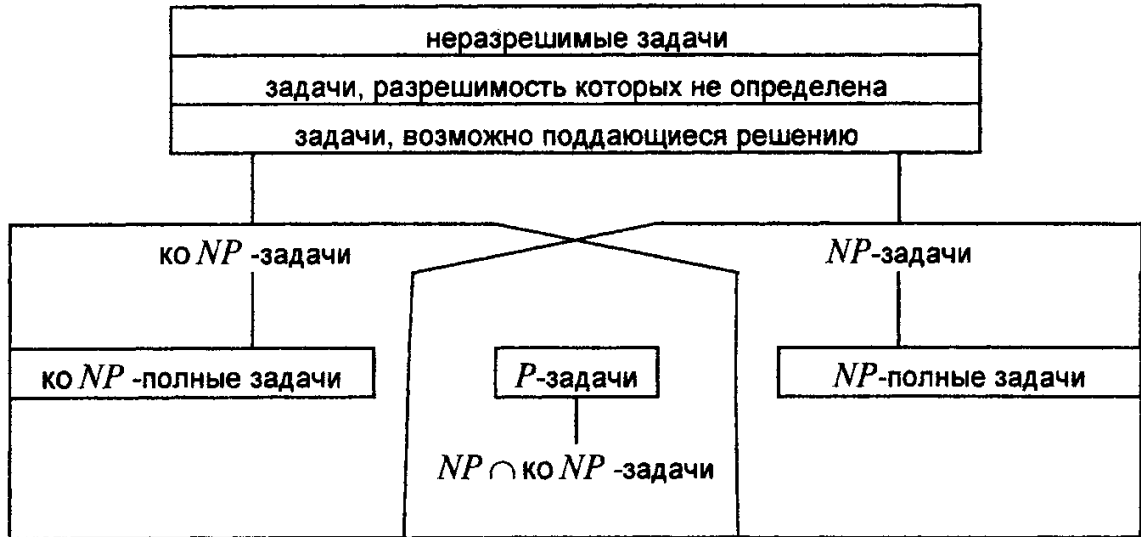 неразрешимые задачи
задачи, разрешимость которых не определена
задачи, возможно поддающиеся решению
ко NP -задачи
NP-задачи
ко NP -полные задачи
P-задачи
NP-полные задачи
NP ∩ ко NP -задачи